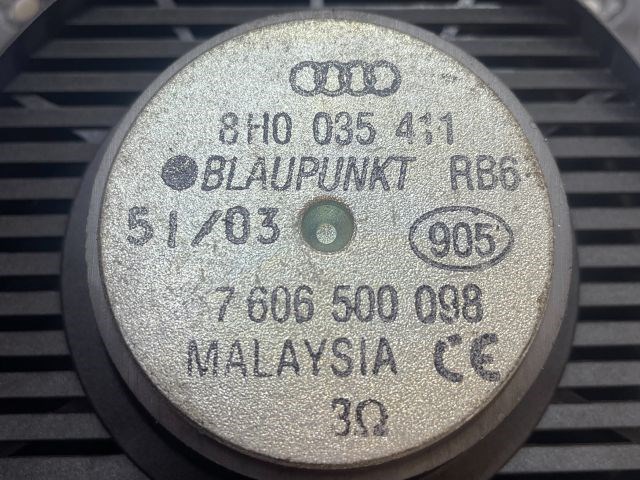 8H0 035 411
BLAUPUNKT RB6
51/03 905
7 606 500 098
MALAYSIA CE
3Ω